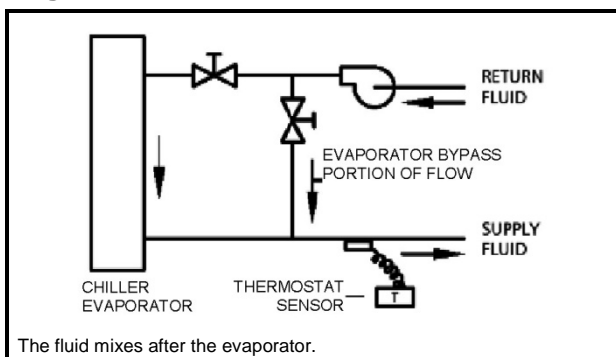 RETURN
FLUID
EVAPORATOR BYPASS
PORTION OF FLOW
SUPPLY
FLUID
CHILLER
EVAPORATOR
THERMOSTAT
SENSOR
T
The fluid mixes after the evaporator.